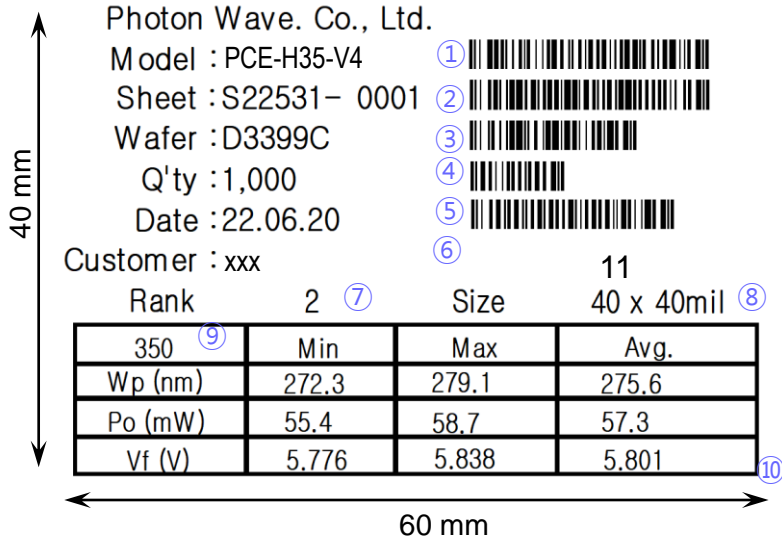 Photon Wave. Co., Ltd.
Model : PCE-H35-V4 ①
Sheet : S22531- 0001 ②
Wafer : D3399C ③
Q'ty : 1,000 ④
Date : 22.06.20 ⑤
Customer : xxx ⑥
11
Rank 2 ⑦ Size 40 x 40mil ⑧
350 ⑨ Min Max Avg.
Wp (nm) 272.3 279.1 275.6
Po (mW) 55.4 58.7 57.3
Vf (V) 5.776 5.838 5.801 ⑩
40 mm
60 mm